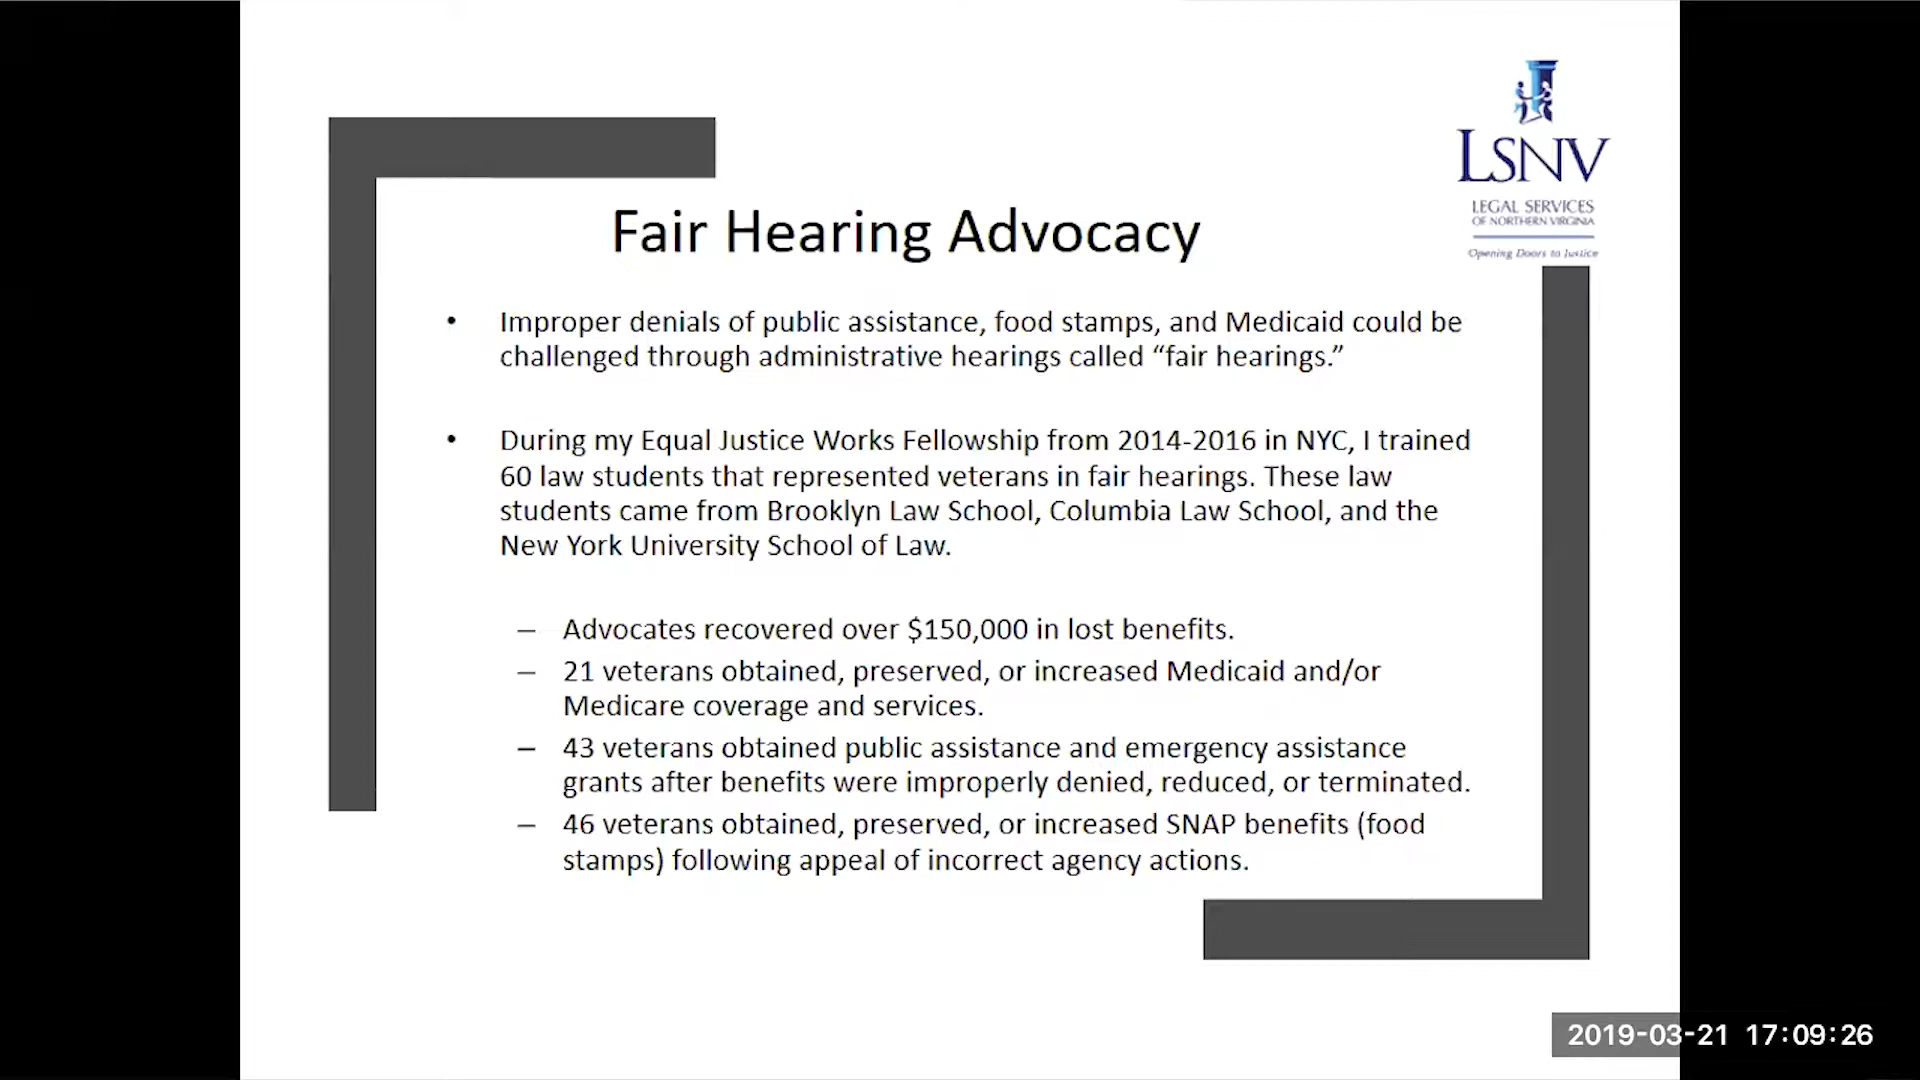 LSNV
LEGAL SERVICES
OF NORTHERN VIRGINIA
Opening Doors to Justice
Fair Hearing Advocacy
• Improper denials of public assistance, food stamps, and Medicaid could be
challenged through administrative hearings called “fair hearings.”
• During my Equal Justice Works Fellowship from 2014-2016 in NYC, I trained
60 law students that represented veterans in fair hearings. These law
students came from Brooklyn Law School, Columbia Law School, and the
New York University School of Law.
– Advocates recovered over $150,000 in lost benefits.
– 21 veterans obtained, preserved, or increased Medicaid and/or
Medicare coverage and services.
– 43 veterans obtained public assistance and emergency assistance
grants after benefits were improperly denied, reduced, or terminated.
– 46 veterans obtained, preserved, or increased SNAP benefits (food
stamps) following appeal of incorrect agency actions.
2019-03-21 17:09:26